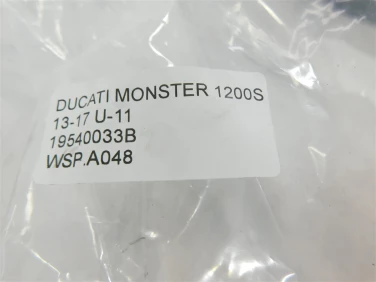 DUCATI MONSTER 1200S
13-17 U-11
19540033B
WSP.A048